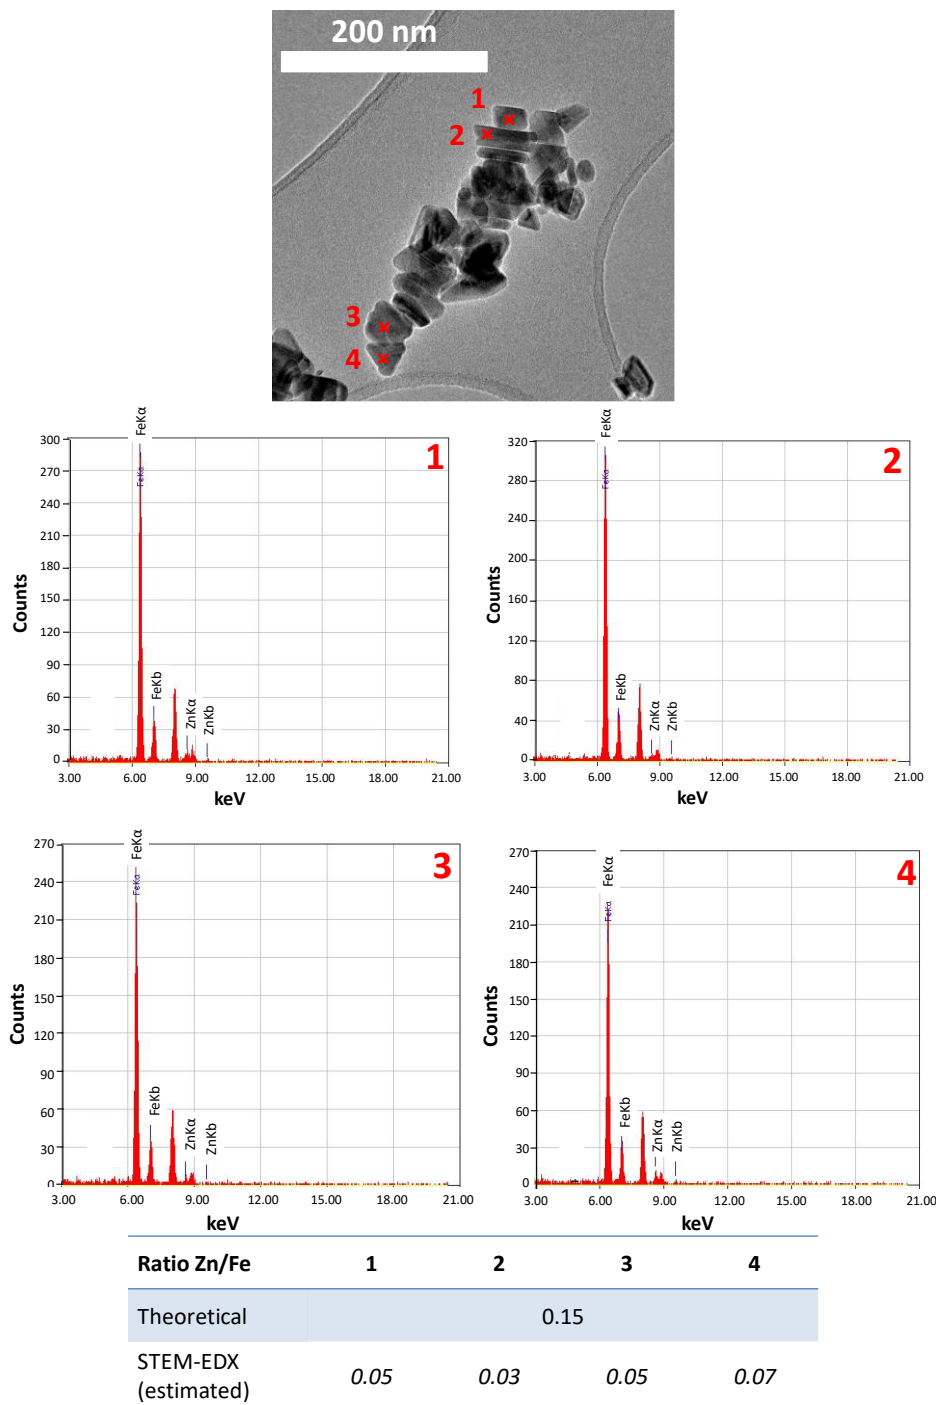 200 nm
1
2
3
4
FeKα
300
1
FeKα
270
240
210
180
Counts
150
120
90
FeKb
60
ZnKα
ZnKb
30
0
3.00 6.00 9.00 12.00 15.00 18.00 21.00
keV
FeKα
320
2
FeKα
280
240
200
Counts
160
120
80
FeKb
ZnKα
ZnKb
40
0
3.00 6.00 9.00 12.00 15.00 18.00 21.00
keV
FeKα
270
3
FeKα
240
210
180
Counts
150
120
90
FeKb
60
ZnKα
ZnKb
30
0
3.00 6.00 9.00 12.00 15.00 18.00 21.00
keV
FeKα
270
4
240
FeKα
210
180
Counts
150
120
90
60
FeKb
ZnKα
ZnKb
30
0
3.00 6.00 9.00 12.00 15.00 18.00 21.00
keV
Ratio Zn/Fe 1 2 3 4
Theoretical 0.15
STEM-EDX
(estimated) 0.05 0.03 0.05 0.07